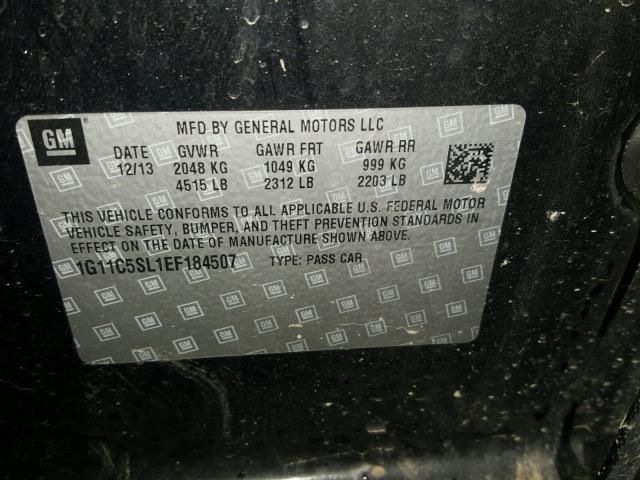 GM
MFD BY GENERAL MOTORS LLC
DATE GVWR GAWR FRT GAWR RR
12/13 2048 KG 1049 KG 999 KG
4515 LB 2312 LB 2203 LB
THIS VEHICLE CONFORMS TO ALL APPLICABLE U.S. FEDERAL MOTOR
VEHICLE SAFETY, BUMPER, AND THEFT PREVENTION STANDARDS IN
EFFECT ON THE DATE OF MANUFACTURE SHOWN ABOVE.
1G11C5SL1EF184507 TYPE: PASS CAR